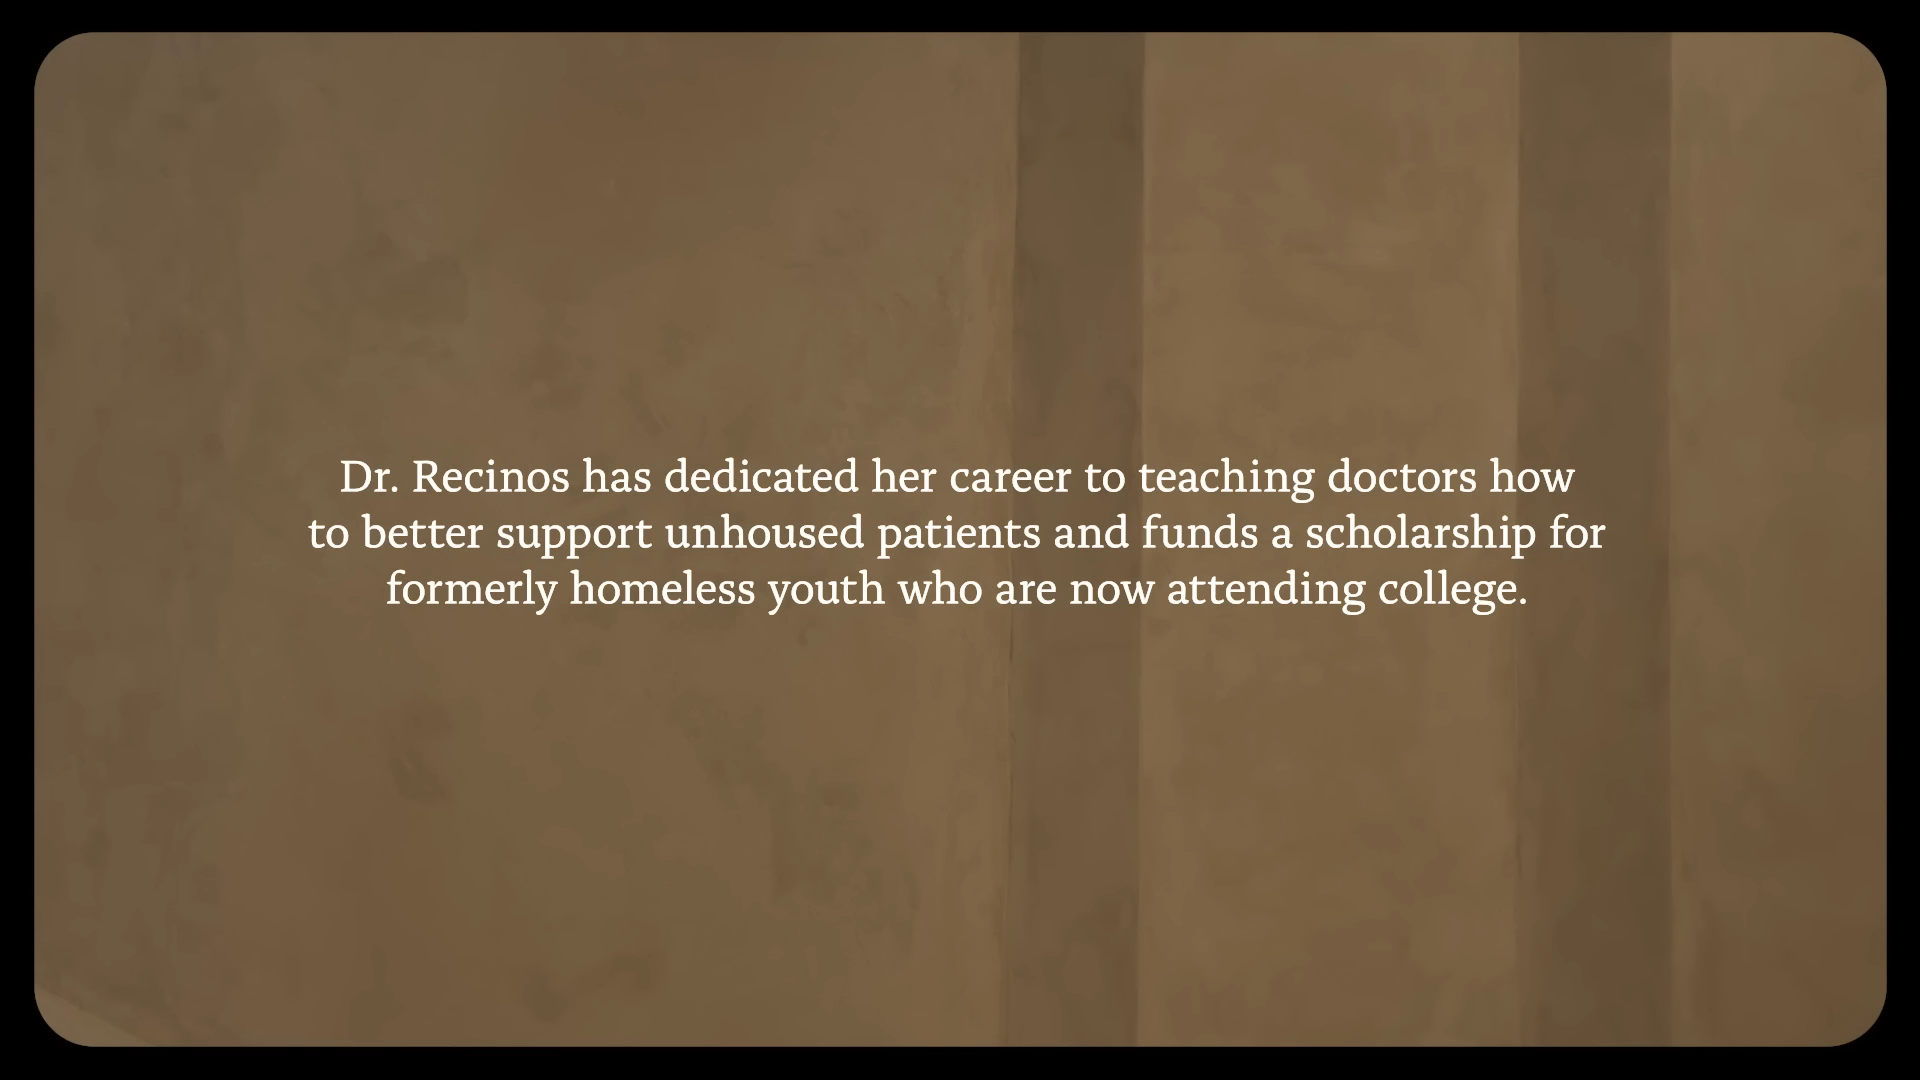 Dr. Recinos has dedicated her career to teaching doctors how
to better support unhoused patients and funds a scholarship for
formerly homeless youth who are now attending college.